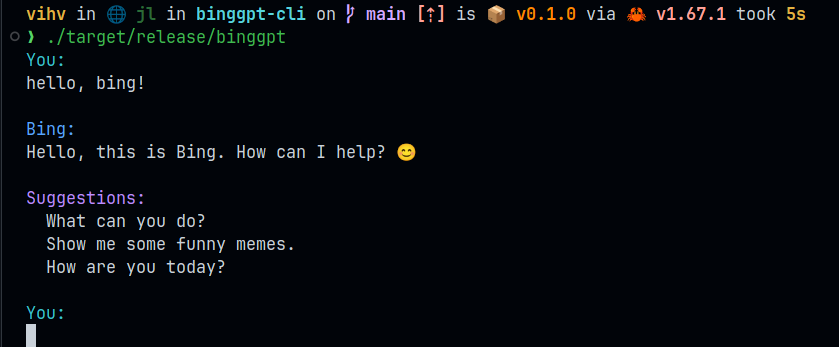 vihv in 🌐 jl in binggpt-cli on main [⇡] is 📦 v0.1.0 via 🦀 v1.67.1 took 5s
❯ ./target/release/binggpt
You:
hello, bing!
Bing:
Hello, this is Bing. How can I help? 😊
Suggestions:
What can you do?
Show me some funny memes.
How are you today?
You: